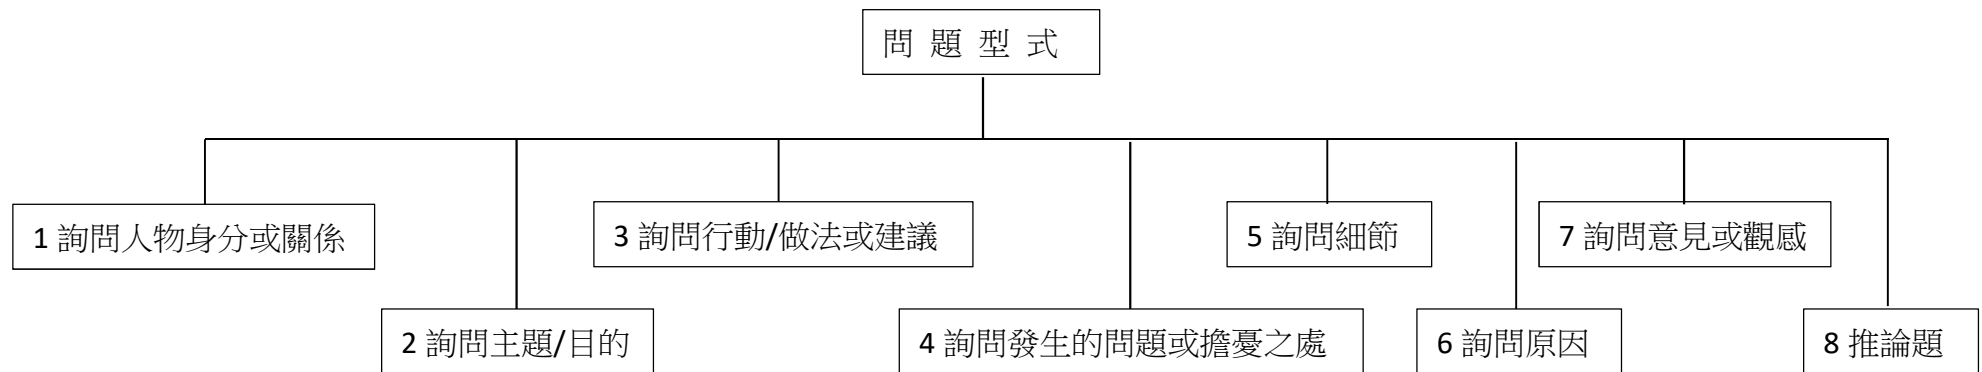 問 題 型 式
1 詢問人物身分或關係
2 詢問主題/目的
3 詢問行動/做法或建議
4 詢問發生的問題或擔憂之處
5 詢問細節
6 詢問原因
7 詢問意見或觀感
8 推論題